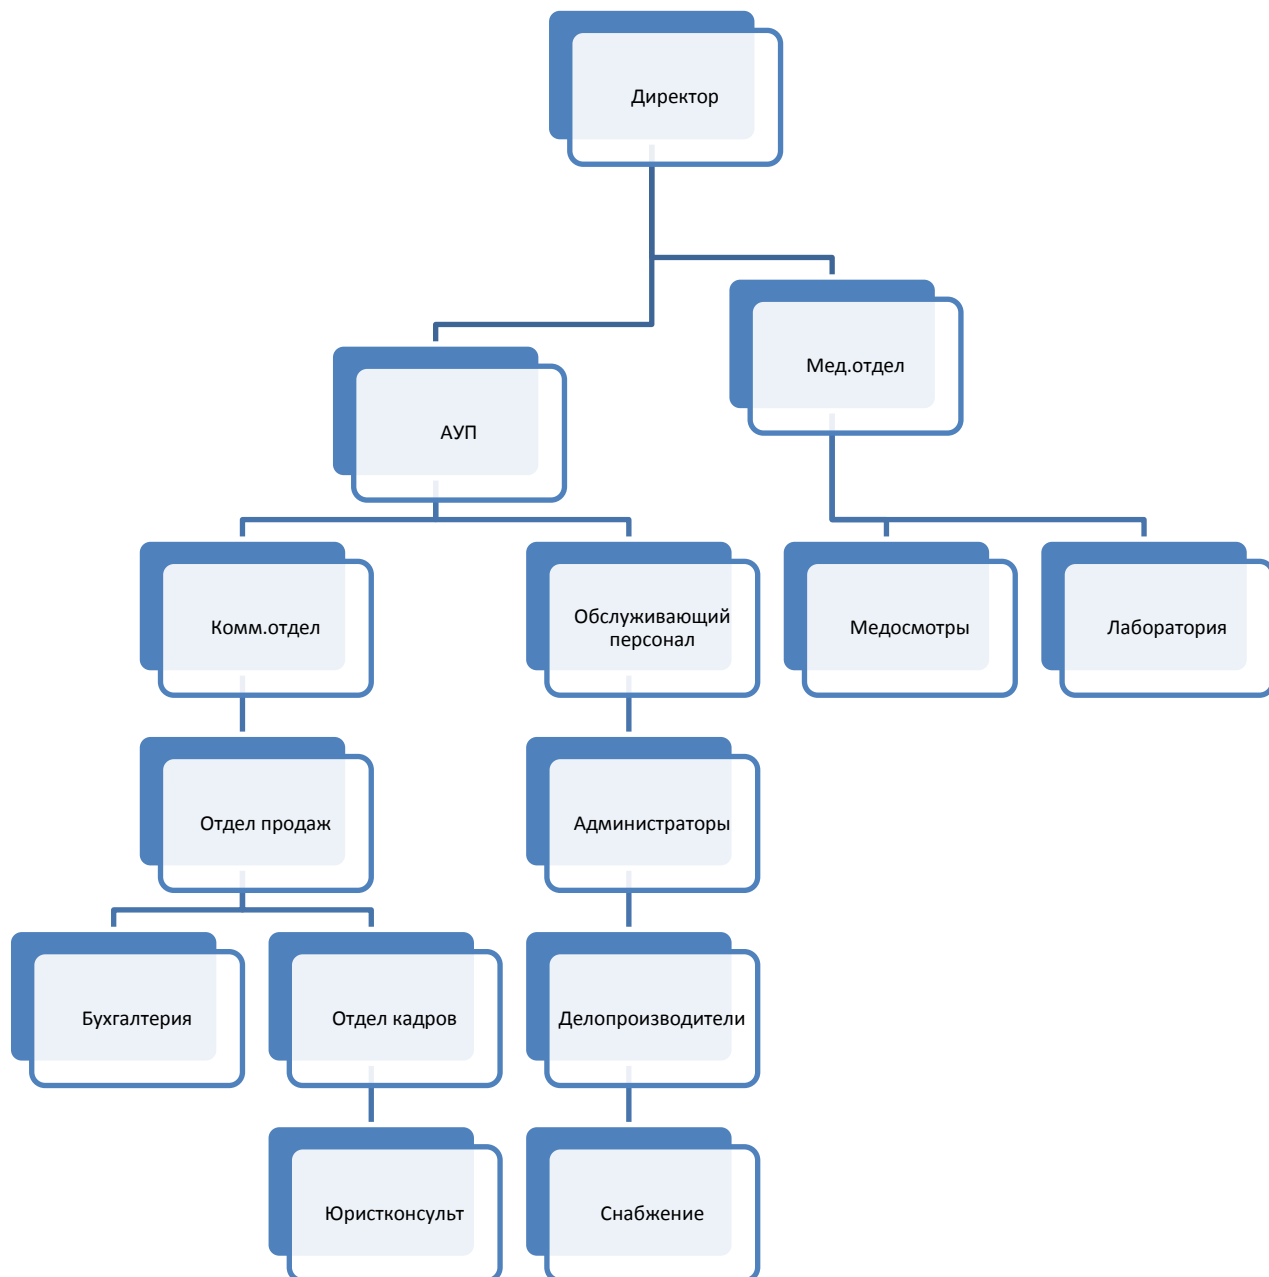 Директор
Мед.отдел
АУП
Комм.отдел
Обслуживающий
персонал
Медосмотры
Лаборатория
Отдел продаж
Администраторы
Бухгалтерия
Отдел кадров
Делопроизводители
Юристконсульт
Снабжение